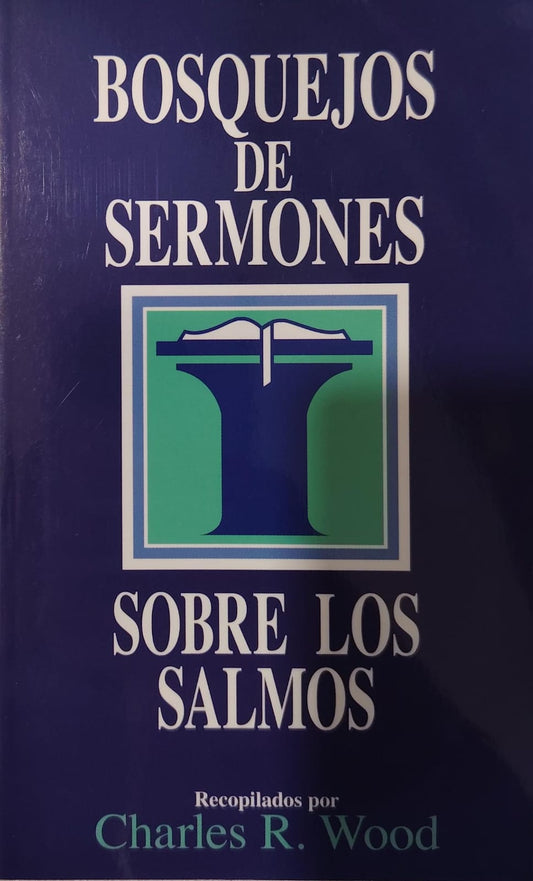 BOSQUEJOS
DE
SERMONES
SOBRE LOS
SALMOS
Recopilados por
Charles R. Wood